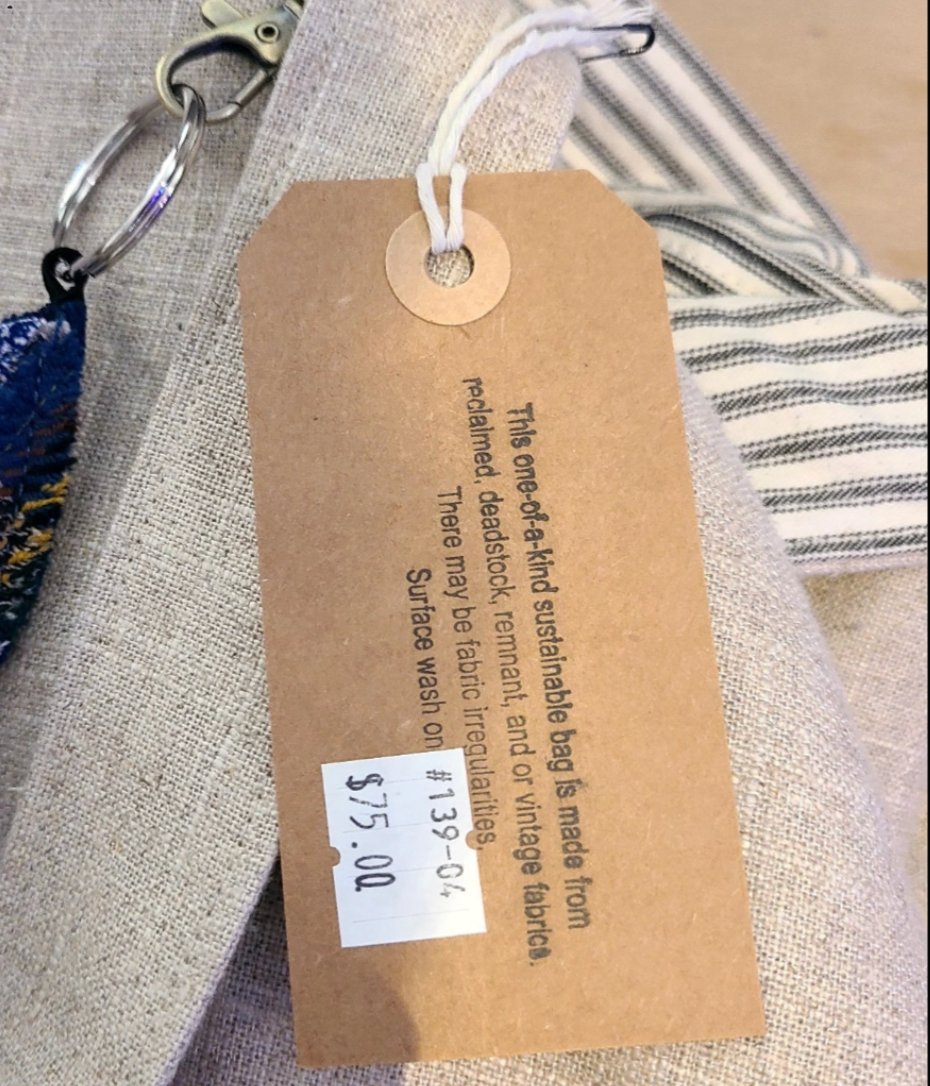 This one-of-a-kind sustainable bag is made from
reclaimed, deadstock, remnant, and or vintage fabrics.
There may be fabric irregularities.
Surface wash on
#139-04
$75.00